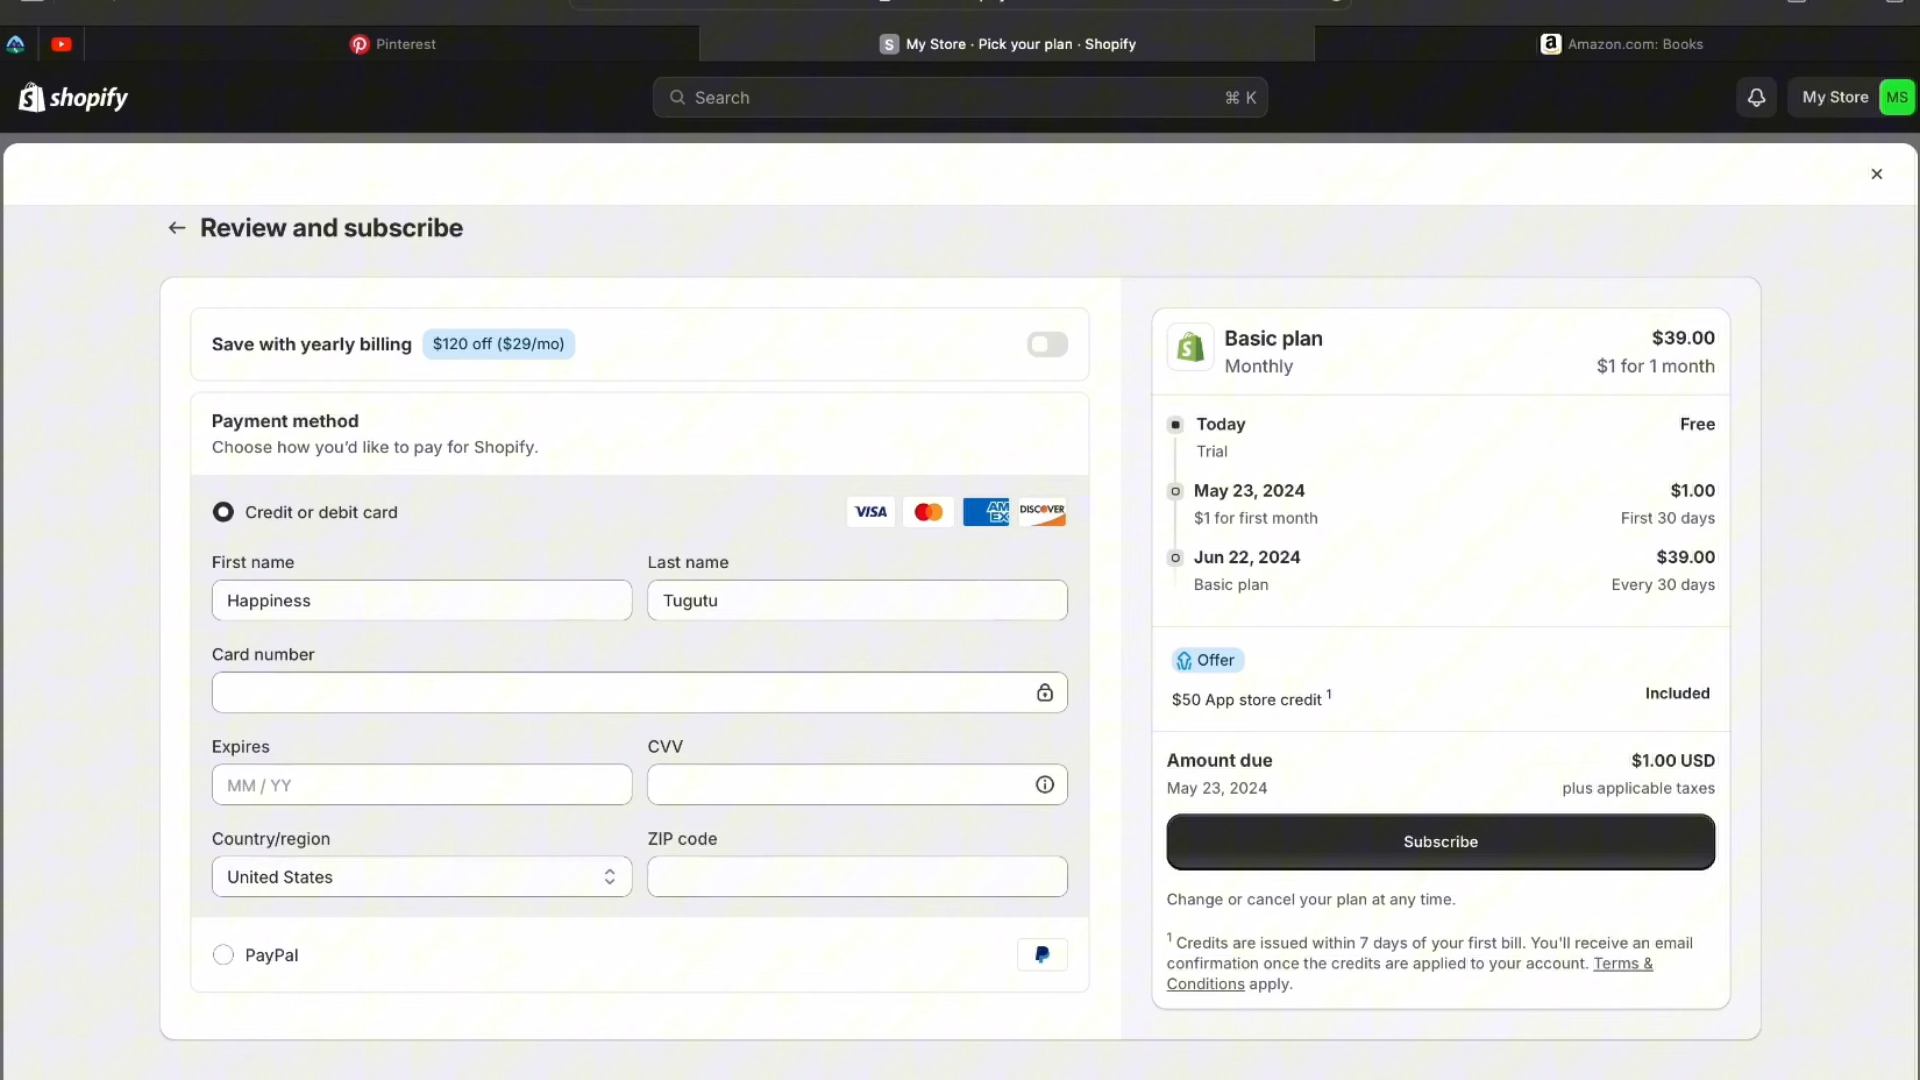 Pinterest
S My Store · Pick your plan · Shopify
a Amazon.com: Books
shopify
Search
⌘ K
My Store
MS
Review and subscribe
Save with yearly billing
$120 off ($29/mo)
Payment method
Choose how you’d like to pay for Shopify.
Credit or debit card
VISA
AM
EX
DISCOVER
First name
Last name
Happiness
Tugutu
Card number
Expires
CVV
MM / YY
Country/region
ZIP code
United States
PayPal
Basic plan
$39.00
Monthly
$1 for 1 month
Today
Free
Trial
May 23, 2024
$1.00
$1 for first month
First 30 days
Jun 22, 2024
$39.00
Basic plan
Every 30 days
Offer
$50 App store credit 1
Included
Amount due
$1.00 USD
May 23, 2024
plus applicable taxes
Subscribe
Change or cancel your plan at any time.
1 Credits are issued within 7 days of your first bill. You'll receive an email
confirmation once the credits are applied to your account. Terms &
Conditions apply.